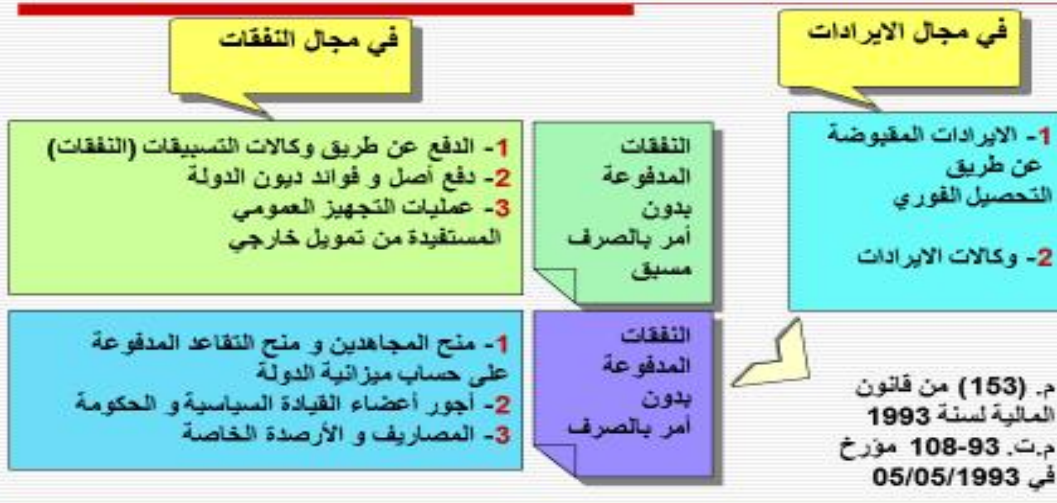 في مجال الايرادات
1- الايرادات المقبوضة
عن طريق
التحصيل الفوري
2- وكالات الايرادات
في مجال النفقات
النفقات
المدفوعة
بدون
أمر بالصرف
مسبق
1- الدفع عن طريق وكالات التسبيقات (النفقات)
2- دفع أصل و فوائد ديون الدولة
3- عمليات التجهيز العمومي
المستفيدة من تمويل خارجي
النفقات
المدفوعة
بدون
أمر بالصرف
1- منح المجاهدين و منح التقاعد المدفوعة
على حساب ميزانية الدولة
2- أجور أعضاء القيادة السياسية و الحكومة
3- المصاريف و الأرصدة الخاصة
م. (153) من قانون
المالية لسنة 1993
م.ت. 93-108 مؤرخ
في 05/05/1993